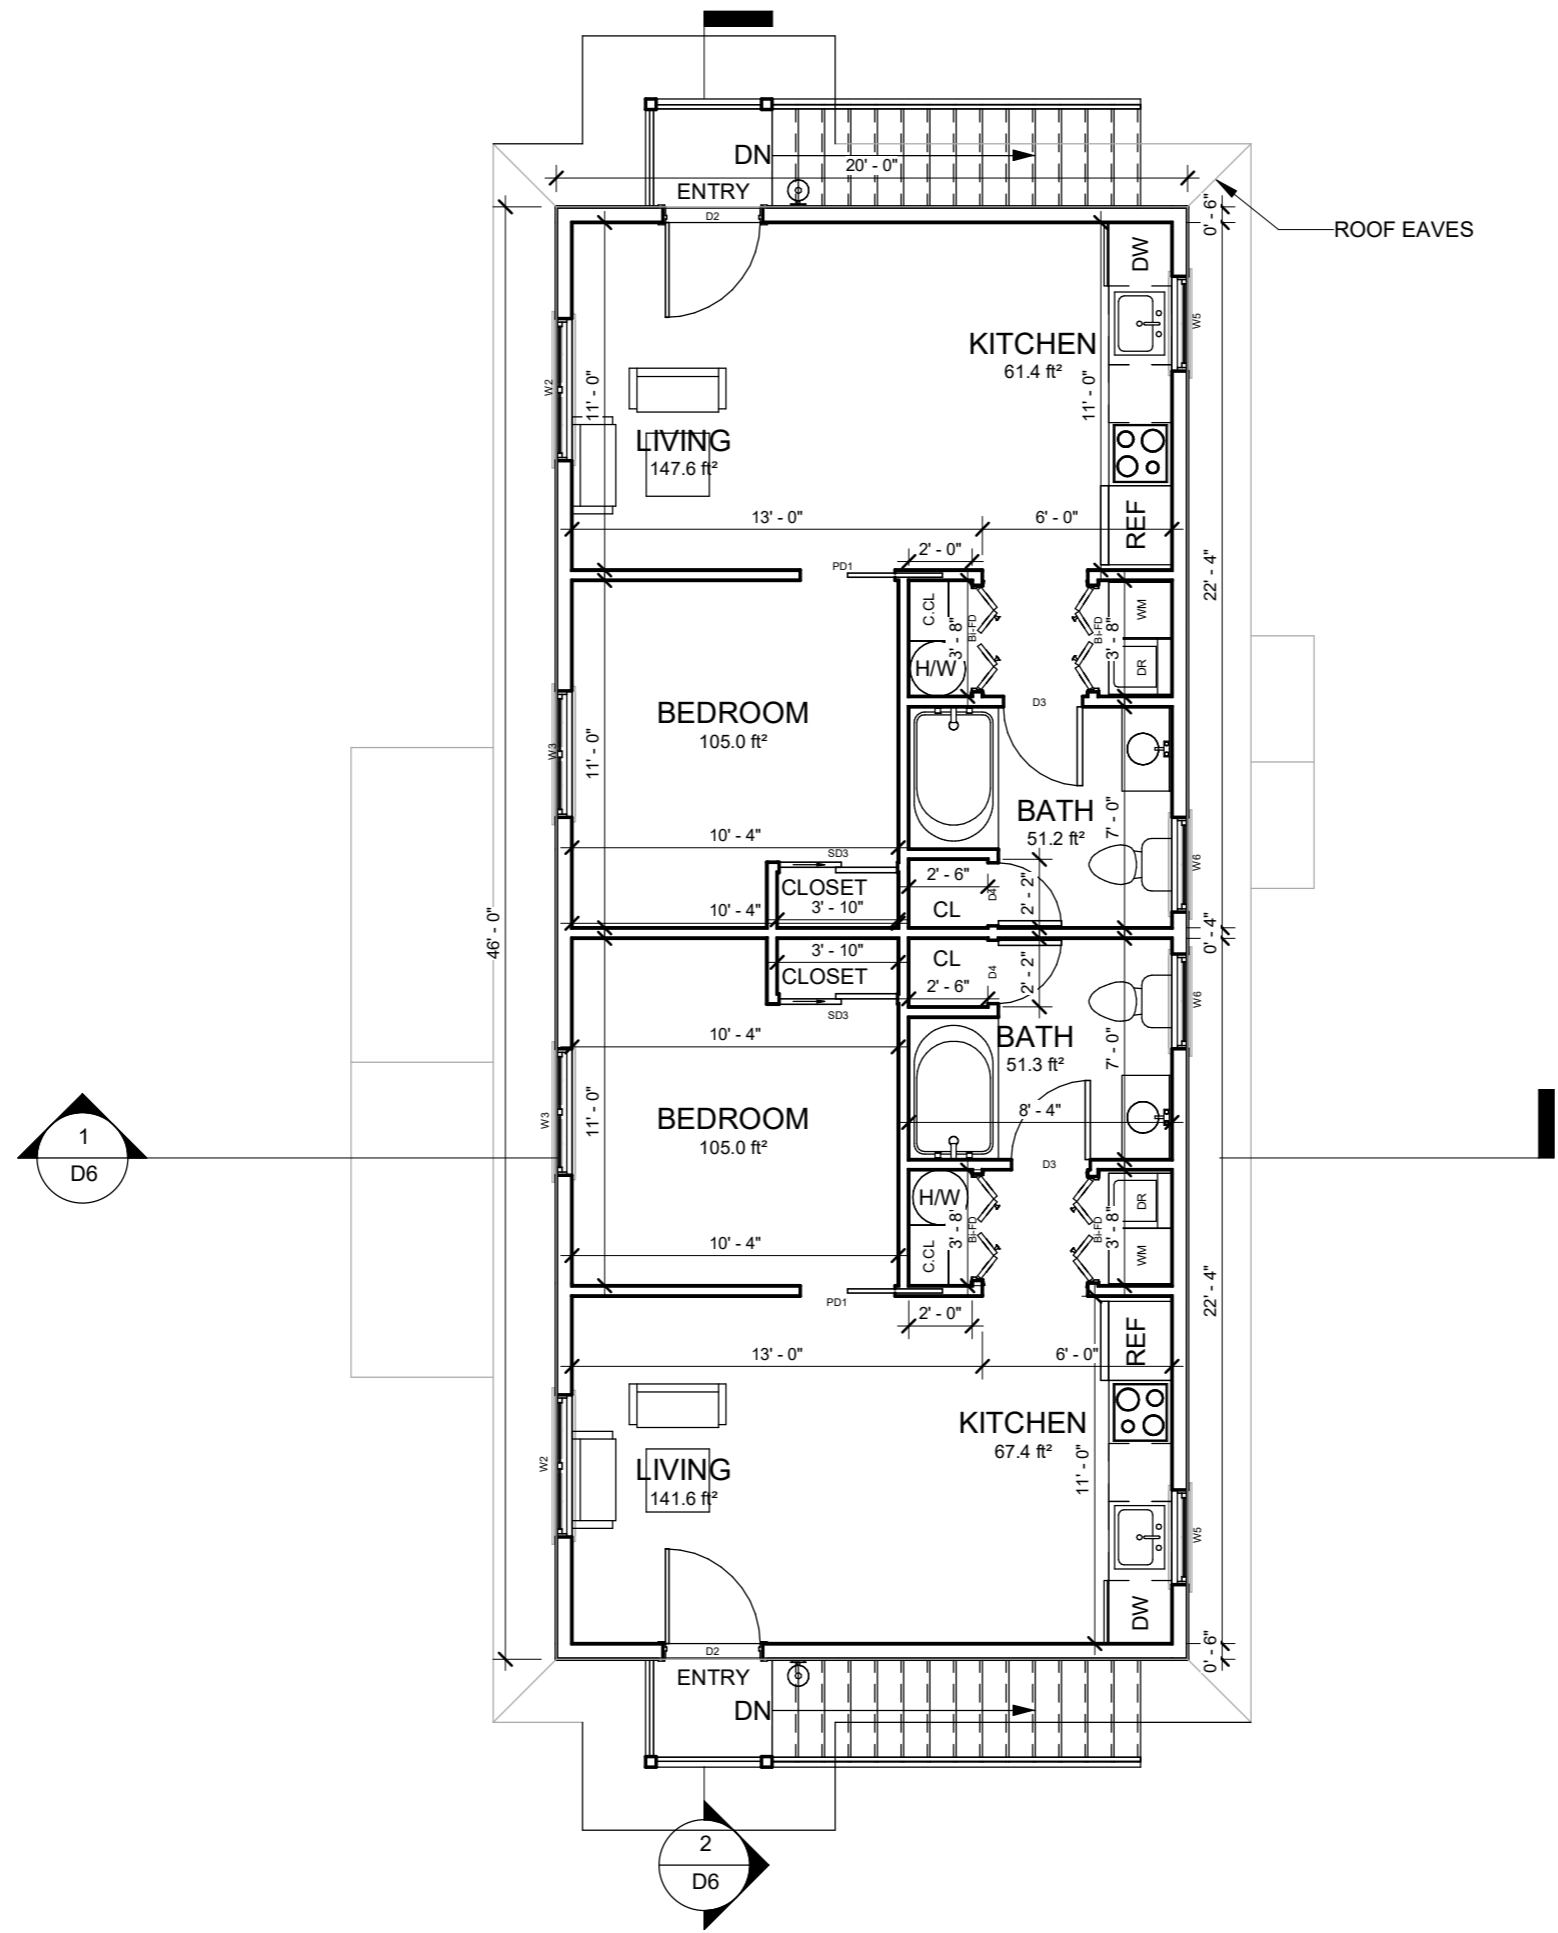 DN
20' - 0"
ENTRY
D2
0' - 6"
ROOF EAVES
DW
KITCHEN
61.4 ft²
W5
W2
11' - 0"
11' - 0"
LIVING
147.6 ft²
REF
13' - 0"
6' - 0"
2' - 0"
PD1
22' - 4"
C.CL
3' - 8"
BI-FD
BI-FD
3' - 8"
WM
H/W
DR
D3
BEDROOM
105.0 ft²
W3
11' - 0"
BATH
51.2 ft²
7' - 0"
10' - 4"
SD3
W6
CLOSET
2' - 6"
D4
2' - 2"
10' - 4"
3' - 10"
CL
46' - 0"
0' - 4"
3' - 10"
CL
CLOSET
2' - 6"
D4
2' - 2"
W6
SD3
10' - 4"
BATH
51.3 ft²
7' - 0"
W3
11' - 0"
BEDROOM
105.0 ft²
8' - 4"
1
D6
D3
H/W
DR
3' - 8"
BI-FD
BI-FD
3' - 8"
10' - 4"
C.CL
WM
PD1
2' - 0"
22' - 4"
REF
13' - 0"
6' - 0"
KITCHEN
67.4 ft²
W2
LIVING
141.6 ft²
11' - 0"
W5
DW
D2
0' - 6"
ENTRY
DN
2
D6